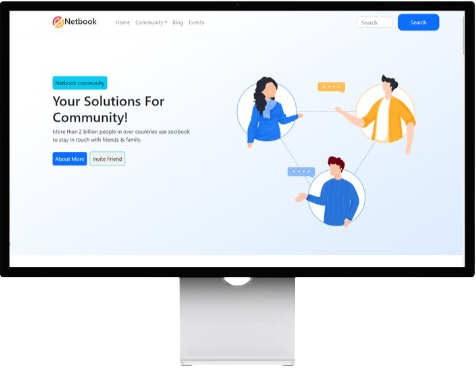 Netbook
Home Community Blog Events
Search
Search
Netbook community
Your Solutions For
Community!
More than 2 billion people in over countries use socibook
to stay in touch with friends & family.
About More
Invite Friend